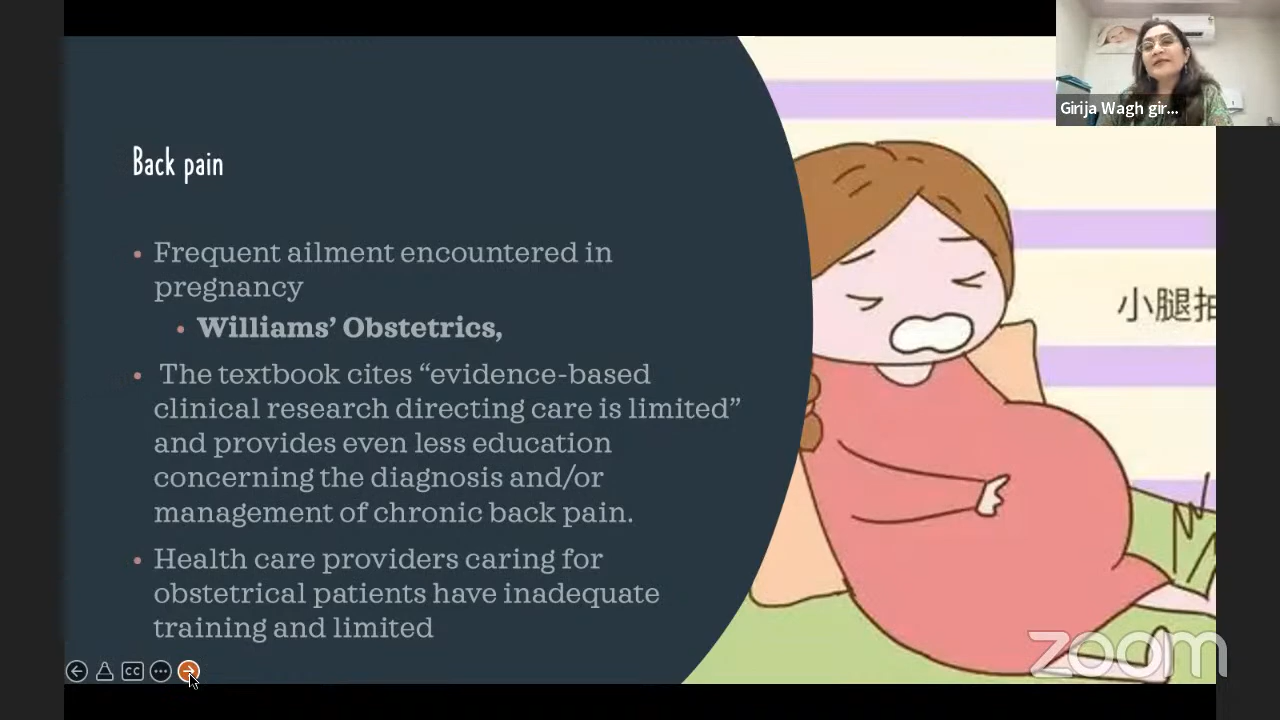 Girija Wagh gir...
Back pain
• Frequent ailment encountered in
pregnancy
• Williams’ Obstetrics,
• The textbook cites “evidence-based
clinical research directing care is limited”
and provides even less education
concerning the diagnosis and/or
management of chronic back pain.
• Health care providers caring for
obstetrical patients have inadequate
training and limited
小腿抽
CC
zoom